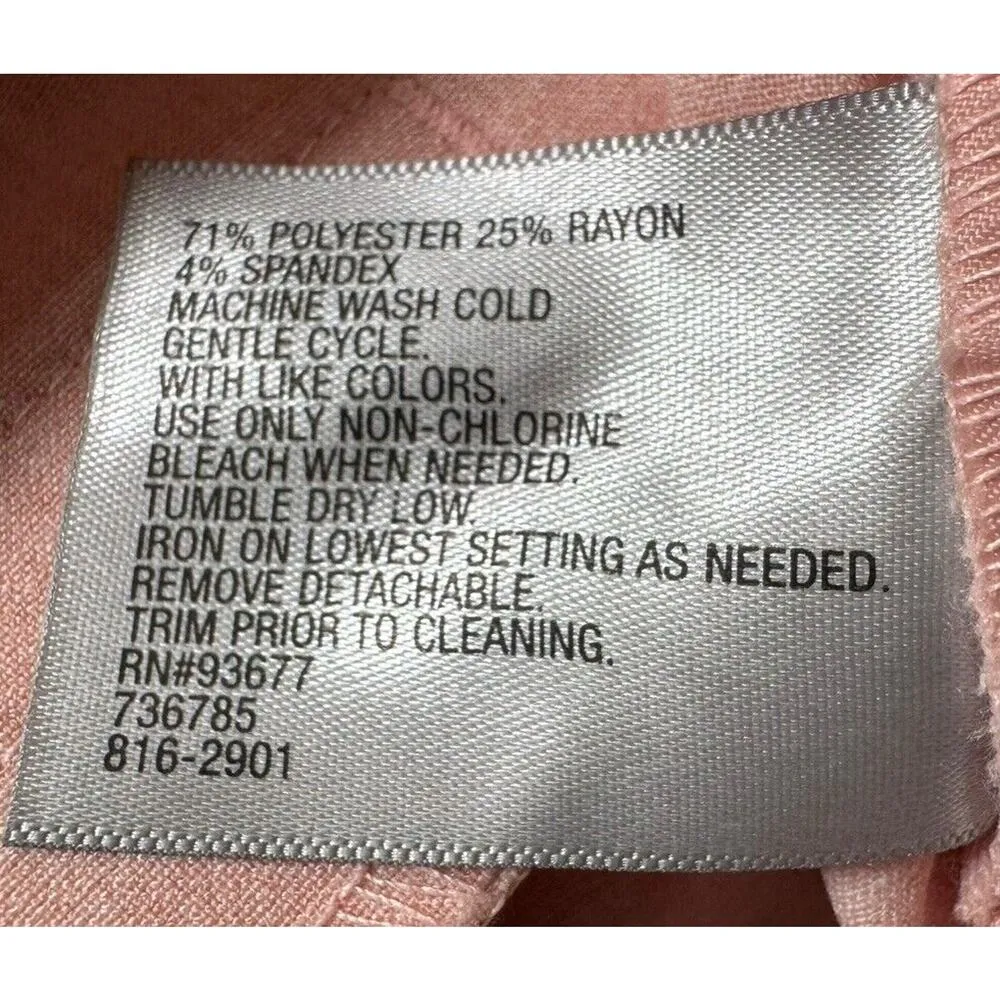 71% POLYESTER 25% RAYON
4% SPANDEX
MACHINE WASH COLD
GENTLE CYCLE.
WITH LIKE COLORS.
USE ONLY NON-CHLORINE
BLEACH WHEN NEEDED.
TUMBLE DRY LOW.
IRON ON LOWEST SETTING AS NEEDED.
REMOVE DETACHABLE.
TRIM PRIOR TO CLEANING.
RN#93677
736785
816-2901